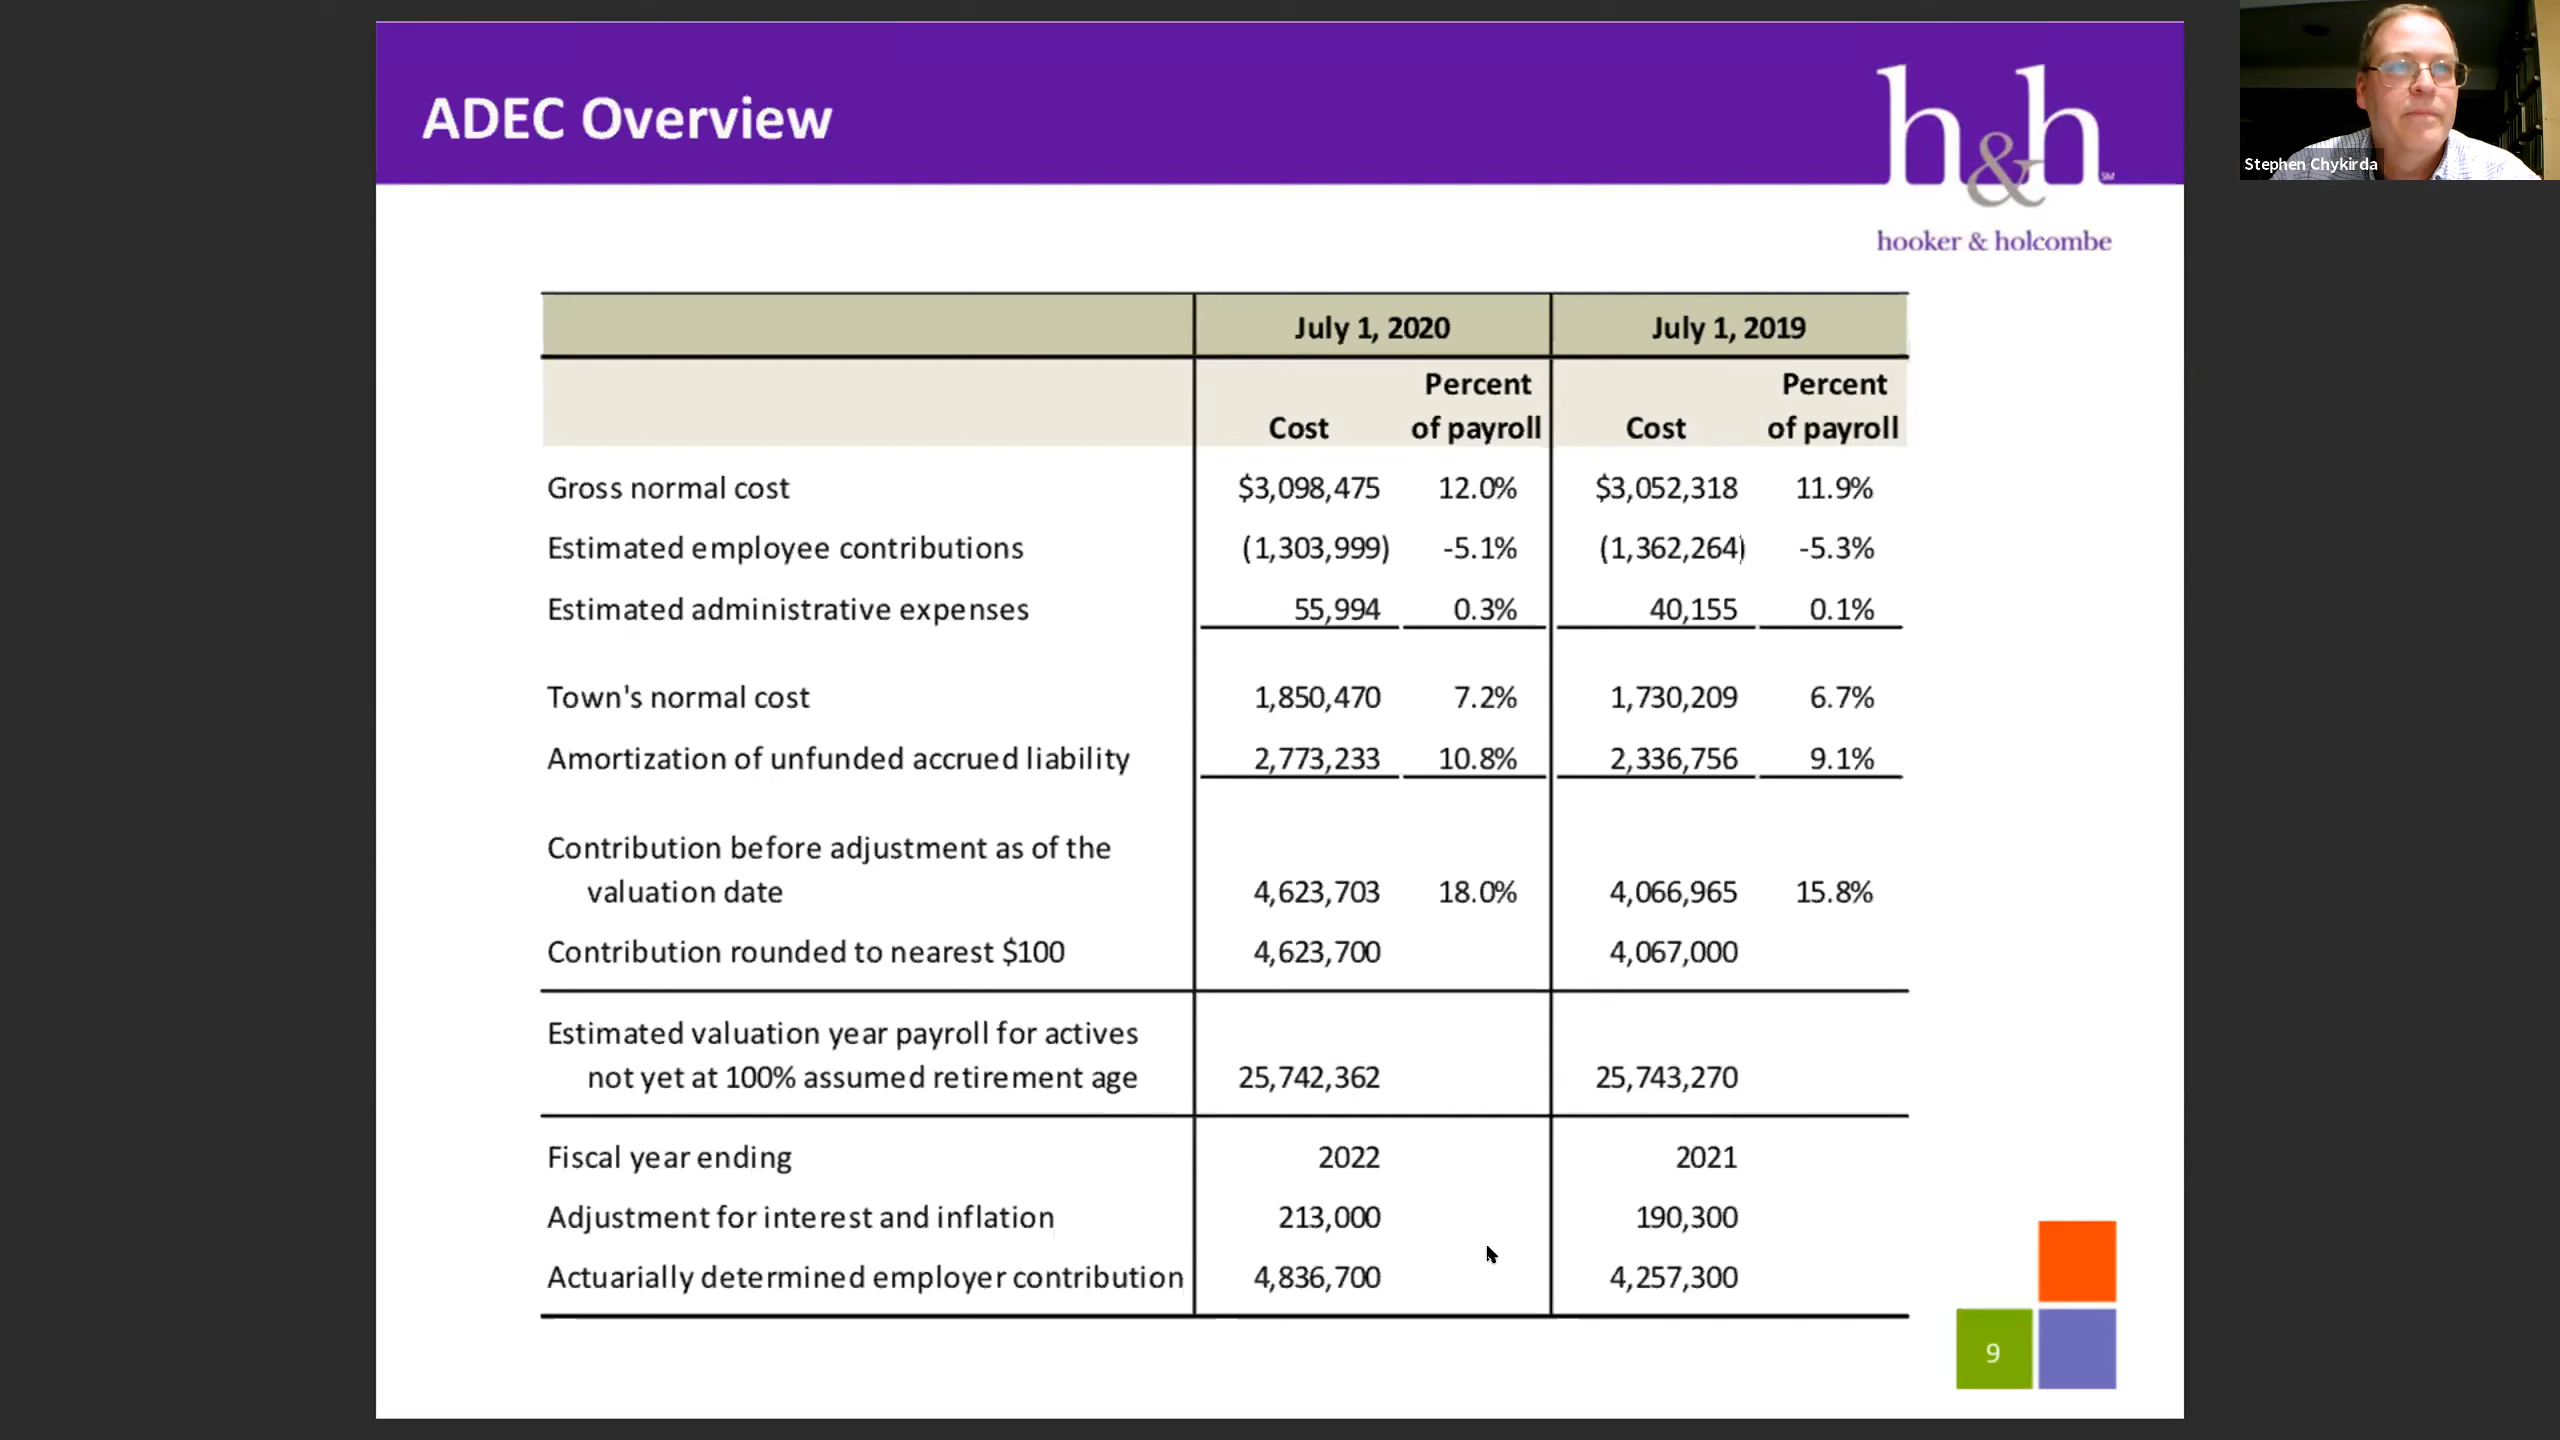 ADEC Overview
h&h SM
hooker & holcombe
Stephen Chykirda
July 1, 2020 July 1, 2019
Percent Percent
Cost of payroll Cost of payroll
Gross normal cost $3,098,475 12.0% $3,052,318 11.9%
Estimated employee contributions (1,303,999) -5.1% (1,362,264) -5.3%
Estimated administrative expenses 55,994 0.3% 40,155 0.1%
Town's normal cost 1,850,470 7.2% 1,730,209 6.7%
Amortization of unfunded accrued liability 2,773,233 10.8% 2,336,756 9.1%
Contribution before adjustment as of the
valuation date 4,623,703 18.0% 4,066,965 15.8%
Contribution rounded to nearest $100 4,623,700 4,067,000
Estimated valuation year payroll for actives
not yet at 100% assumed retirement age 25,742,362 25,743,270
Fiscal year ending 2022 2021
Adjustment for interest and inflation 213,000 190,300
Actuarially determined employer contribution 4,836,700 4,257,300
9